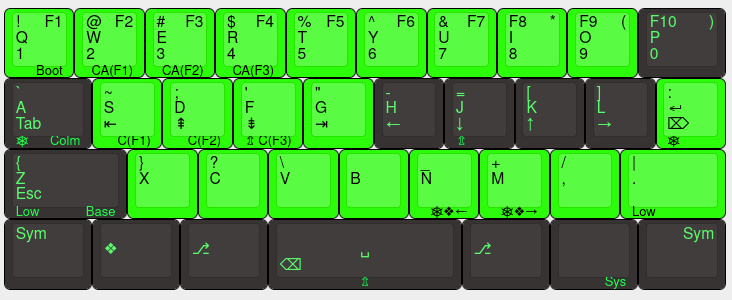 ! F1 @ F2 # F3 $ F4 % F5 ^ F6 & F7 F8 * F9 ( F10 )
Q W E R T Y U I O P
1 2 3 4 5 6 7 8 9 0
Boot CA(F1) CA(F2) CA(F3)
` ~ ; ' " - = [ ] :
A S D F G H J K L ↵
Tab ⇤ ⇞ ⇟ ⇥ ← ↓ ↑ → ⌦
❄ Colm C(F1) C(F2) ⇫ C(F3) ⇫ ❄
{ } ? \ _ + / |
Z X C V B N M , .
Esc
Low Base ❄❖← ❄❖→ Low
Sym Sym
❖ ⎇ ␣ ⎇
⌫
⇫ Sys